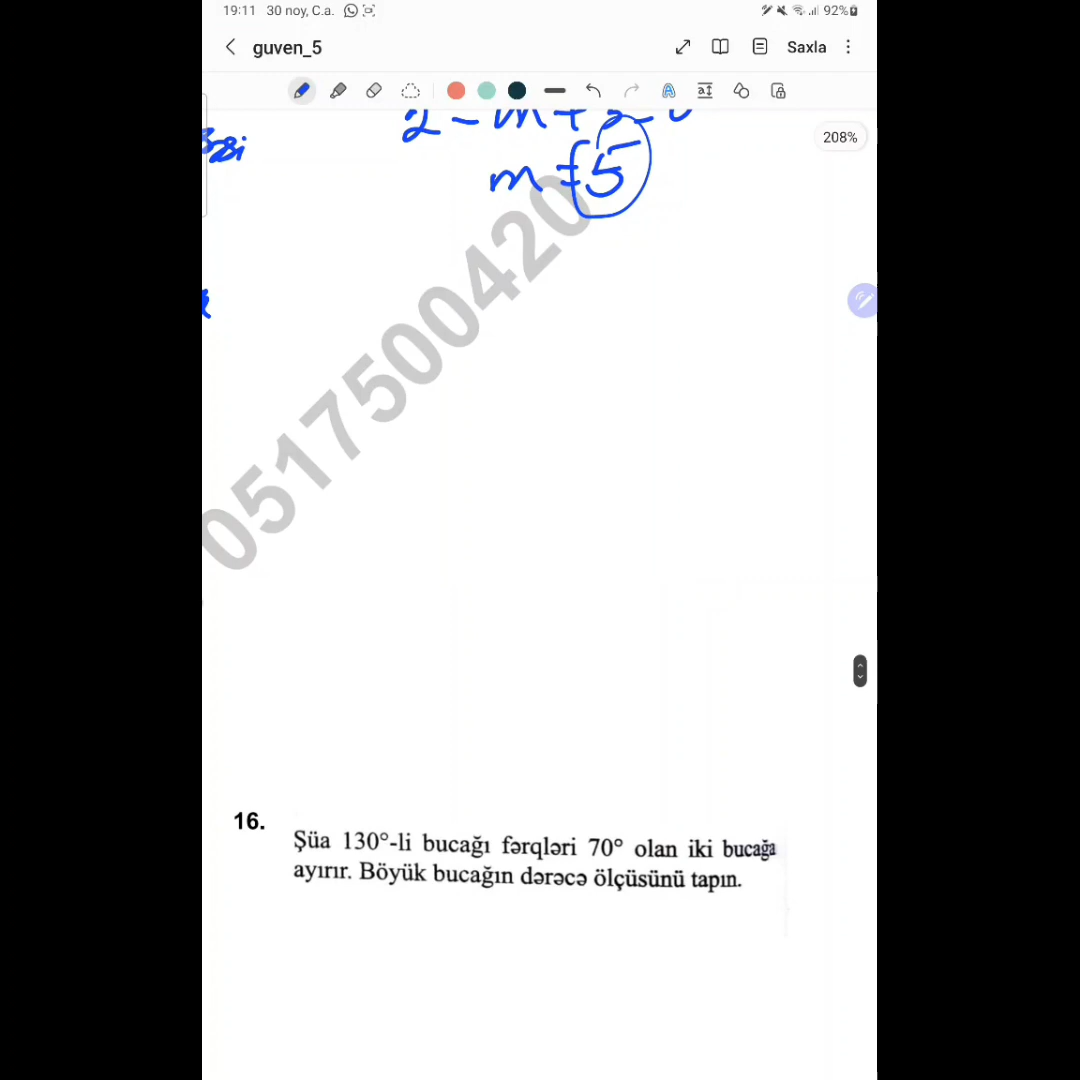 19:11 30 noy, C.a. 92%
guven_5 Saxla
208%
m = 5
0517500420
16.
Şüa 130°-li bucağı fərqləri 70° olan iki bucağa
ayırır. Böyük bucağın dərəcə ölçüsünü tapın.